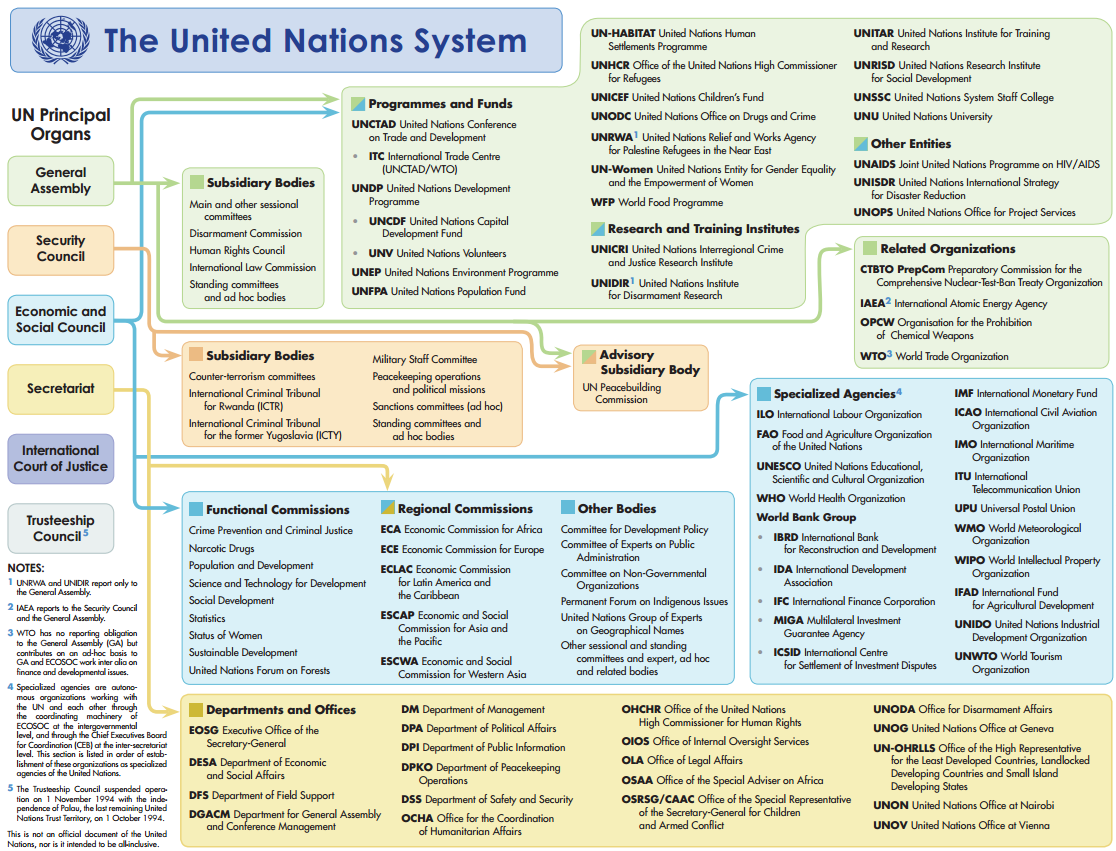 The United Nations System
UN Principal
Organs
General
Assembly
Security
Council
Economic and
Social Council
Secretariat
International
Court of Justice
Trusteeship
Council5
Subsidiary Bodies
Main and other sessional
committees
Disarmament Commission
Human Rights Council
International Law Commission
Standing committees
and ad hoc bodies
Programmes and Funds
UNCTAD United Nations Conference
on Trade and Development
• ITC International Trade Centre
(UNCTAD/WTO)
UNDP United Nations Development
Programme
• UNCDF United Nations Capital
Development Fund
• UNV United Nations Volunteers
UNEP United Nations Environment Programme
UNFPA United Nations Population Fund
UN-HABITAT United Nations Human
Settlements Programme
UNHCR Office of the United Nations High Commissioner
for Refugees
UNICEF United Nations Children's Fund
UNODC United Nations Office on Drugs and Crime
UNRWA1 United Nations Relief and Works Agency
for Palestine Refugees in the Near East
UN-Women United Nations Entity for Gender Equality
and the Empowerment of Women
WFP World Food Programme
Research and Training Institutes
UNICRI United Nations Interregional Crime
and Justice Research Institute
UNIDIR1 United Nations Institute
for Disarmament Research
UNITAR United Nations Institute for Training
and Research
UNRISD United Nations Research Institute
for Social Development
UNSSC United Nations System Staff College
UNU United Nations University
Other Entities
UNAIDS Joint United Nations Programme on HIV/AIDS
UNISDR United Nations International Strategy
for Disaster Reduction
UNOPS United Nations Office for Project Services
Related Organizations
CTBTO PrepCom Preparatory Commission for the
Comprehensive Nuclear-Test-Ban Treaty Organization
IAEA2 International Atomic Energy Agency
OPCW Organisation for the Prohibition
of Chemical Weapons
WTO3 World Trade Organization
Subsidiary Bodies
Counter-terrorism committees
International Criminal Tribunal
for Rwanda (ICTR)
International Criminal Tribunal
for the former Yugoslavia (ICTY)
Military Staff Committee
Peacekeeping operations
and political missions
Sanctions committees (ad hoc)
Standing committees and
ad hoc bodies
Advisory
Subsidiary Body
UN Peacebuilding
Commission
Specialized Agencies4
ILO International Labour Organization
FAO Food and Agriculture Organization
of the United Nations
UNESCO United Nations Educational,
Scientific and Cultural Organization
WHO World Health Organization
World Bank Group
• IBRD International Bank
for Reconstruction and Development
• IDA International Development
Association
• IFC International Finance Corporation
• MIGA Multilateral Investment
Guarantee Agency
• ICSID International Centre
for Settlement of Investment Disputes
IMF International Monetary Fund
ICAO International Civil Aviation
Organization
IMO International Maritime
Organization
ITU International
Telecommunication Union
UPU Universal Postal Union
WMO World Meteorological
Organization
WIPO World Intellectual Property
Organization
IFAD International Fund
for Agricultural Development
UNIDO United Nations Industrial
Development Organization
UNWTO World Tourism
Organization
Functional Commissions
Crime Prevention and Criminal Justice
Narcotic Drugs
Population and Development
Science and Technology for Development
Social Development
Statistics
Status of Women
Sustainable Development
United Nations Forum on Forests
Regional Commissions
ECA Economic Commission for Africa
ECE Economic Commission for Europe
ECLAC Economic Commission
for Latin America and
the Caribbean
ESCAP Economic and Social
Commission for Asia and
the Pacific
ESCWA Economic and Social
Commission for Western Asia
Other Bodies
Committee for Development Policy
Committee of Experts on Public
Administration
Committee on Non-Governmental
Organizations
Permanent Forum on Indigenous Issues
United Nations Group of Experts
on Geographical Names
Other sessional and standing
committees and expert, ad hoc
and related bodies
Departments and Offices
EOSG Executive Office of the
Secretary-General
DESA Department of Economic
and Social Affairs
DFS Department of Field Support
DGACM Department for General Assembly
and Conference Management
DM Department of Management
DPA Department of Political Affairs
DPI Department of Public Information
DPKO Department of Peacekeeping
Operations
DSS Department of Safety and Security
OCHA Office for the Coordination
of Humanitarian Affairs
OHCHR Office of the United Nations
High Commissioner for Human Rights
OIOS Office of Internal Oversight Services
OLA Office of Legal Affairs
OSAA Office of the Special Adviser on Africa
OSRSG/CAAC Office of the Special Representative
of the Secretary-General for Children
and Armed Conflict
UNODA Office for Disarmament Affairs
UNOG United Nations Office at Geneva
UN-OHRLLS Office of the High Representative
for the Least Developed Countries, Landlocked
Developing Countries and Small Island
Developing States
UNON United Nations Office at Nairobi
UNOV United Nations Office at Vienna
NOTES:
1 UNRWA and UNIDIR report only to
the General Assembly.
2 IAEA reports to the Security Council
and the General Assembly.
3 WTO has no reporting obligation
to the General Assembly (GA) but
contributes on an ad-hoc basis to
GA and ECOSOC work inter alia on
finance and developmental issues.
4 Specialized agencies are autono-
mous organizations working with
the UN and each other through
the coordinating machinery of
ECOSOC at the intergovernmental
level, and through the Chief Executives Board
for Coordination (CEB) at the inter-secretariat
level. This section is listed in order of estab-
lishment of these organizations as specialized
agencies of the United Nations.
5 The Trusteeship Council suspended opera-
tion on 1 November 1994 with the inde-
pendence of Palau, the last remaining United
Nations Trust Territory, on 1 October 1994.
This is not an official document of the United
Nations, nor is it intended to be all-inclusive.